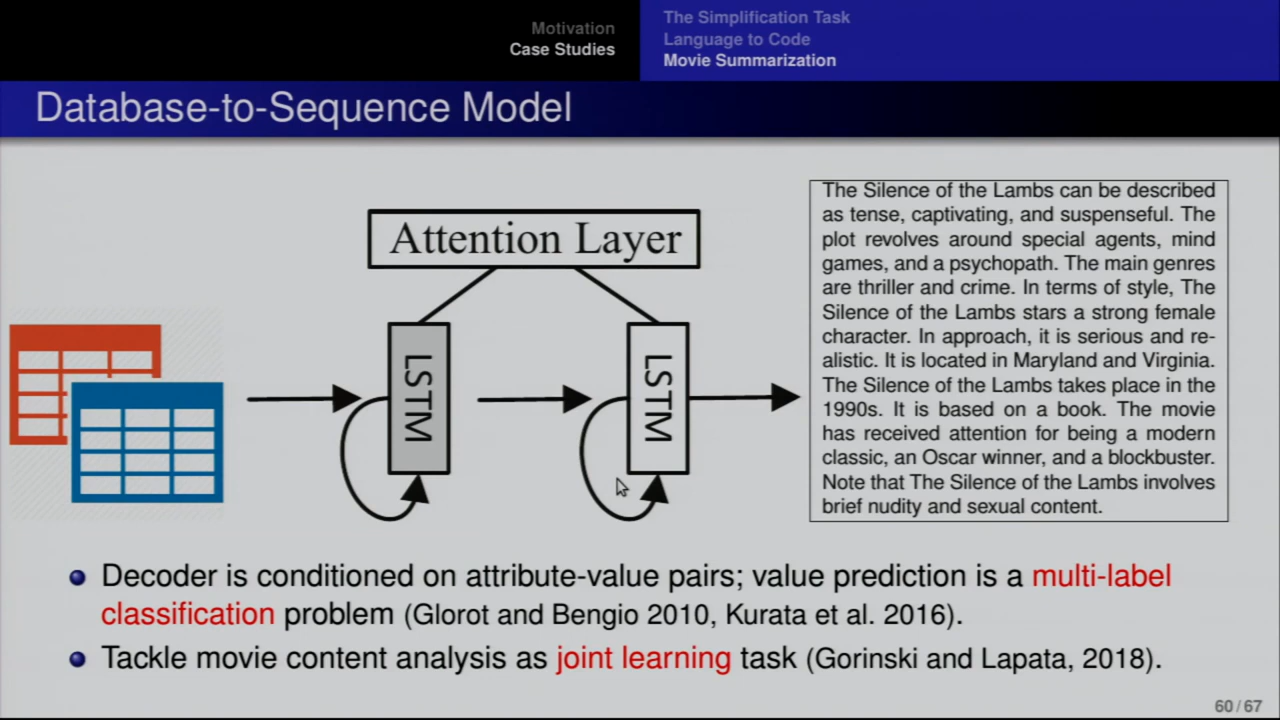 Motivation
Case Studies
The Simplification Task
Language to Code
Movie Summarization
Database-to-Sequence Model
Attention Layer
LSTM
LSTM
The Silence of the Lambs can be described
as tense, captivating, and suspenseful. The
plot revolves around special agents, mind
games, and a psychopath. The main genres
are thriller and crime. In terms of style, The
Silence of the Lambs stars a strong female
character. In approach, it is serious and re-
alistic. It is located in Maryland and Virginia.
The Silence of the Lambs takes place in the
1990s. It is based on a book. The movie
has received attention for being a modern
classic, an Oscar winner, and a blockbuster.
Note that The Silence of the Lambs involves
brief nudity and sexual content.
Decoder is conditioned on attribute-value pairs; value prediction is a multi-label
classification problem (Glorot and Bengio 2010, Kurata et al. 2016).
Tackle movie content analysis as joint learning task (Gorinski and Lapata, 2018).
60 / 67